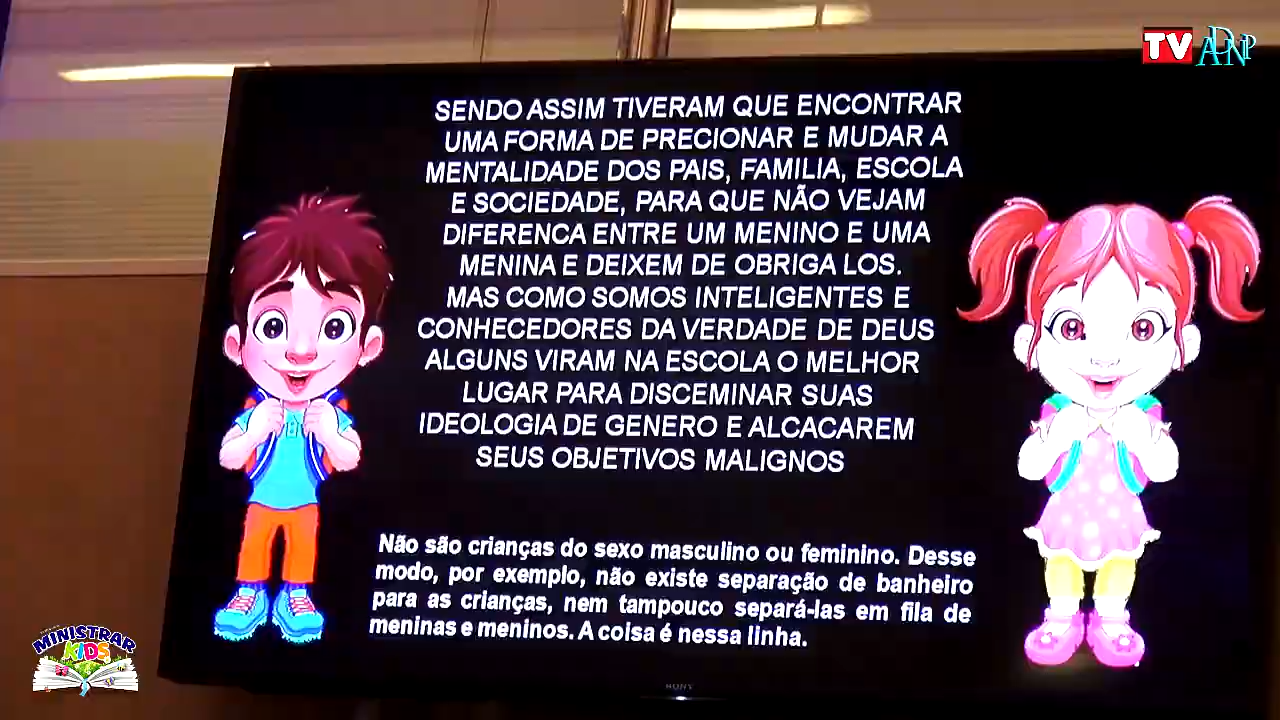 TV ADNP
SENDO ASSIM TIVERAM QUE ENCONTRAR
UMA FORMA DE PRECIONAR E MUDAR A
MENTALIDADE DOS PAIS, FAMILIA, ESCOLA
E SOCIEDADE, PARA QUE NÃO VEJAM
DIFERENCA ENTRE UM MENINO E UMA
MENINA E DEIXEM DE OBRIGA LOS.
MAS COMO SOMOS INTELIGENTES E
CONHECEDORES DA VERDADE DE DEUS
ALGUNS VIRAM NA ESCOLA O MELHOR
LUGAR PARA DISCEMINAR SUAS
IDEOLOGIA DE GENERO E ALCACAREM
SEUS OBJETIVOS MALIGNOS
Não são crianças do sexo masculino ou feminino. Desse
modo, por exemplo, não existe separação de banheiro
para as crianças, nem tampouco separá-las em fila de
meninas e meninos. A coisa é nessa linha.
MINISTRAR
KIDS
SONY